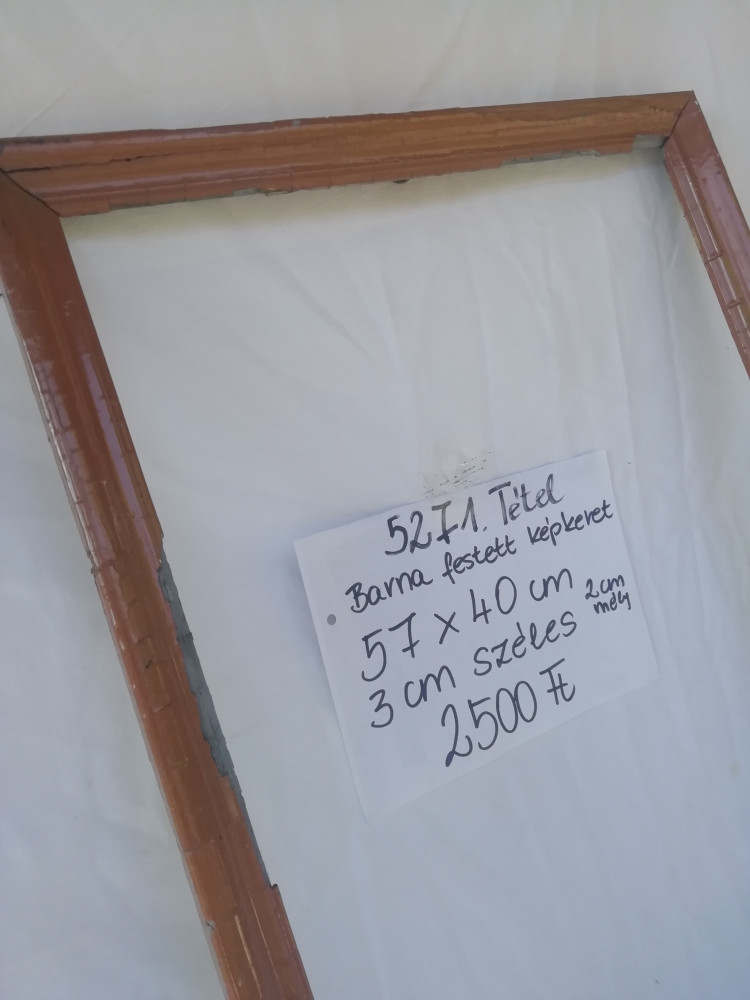 5271. Tétel
Barna festett képkeret
57 x 40 cm
3 cm széles
2 cm
mély
2500 Ft